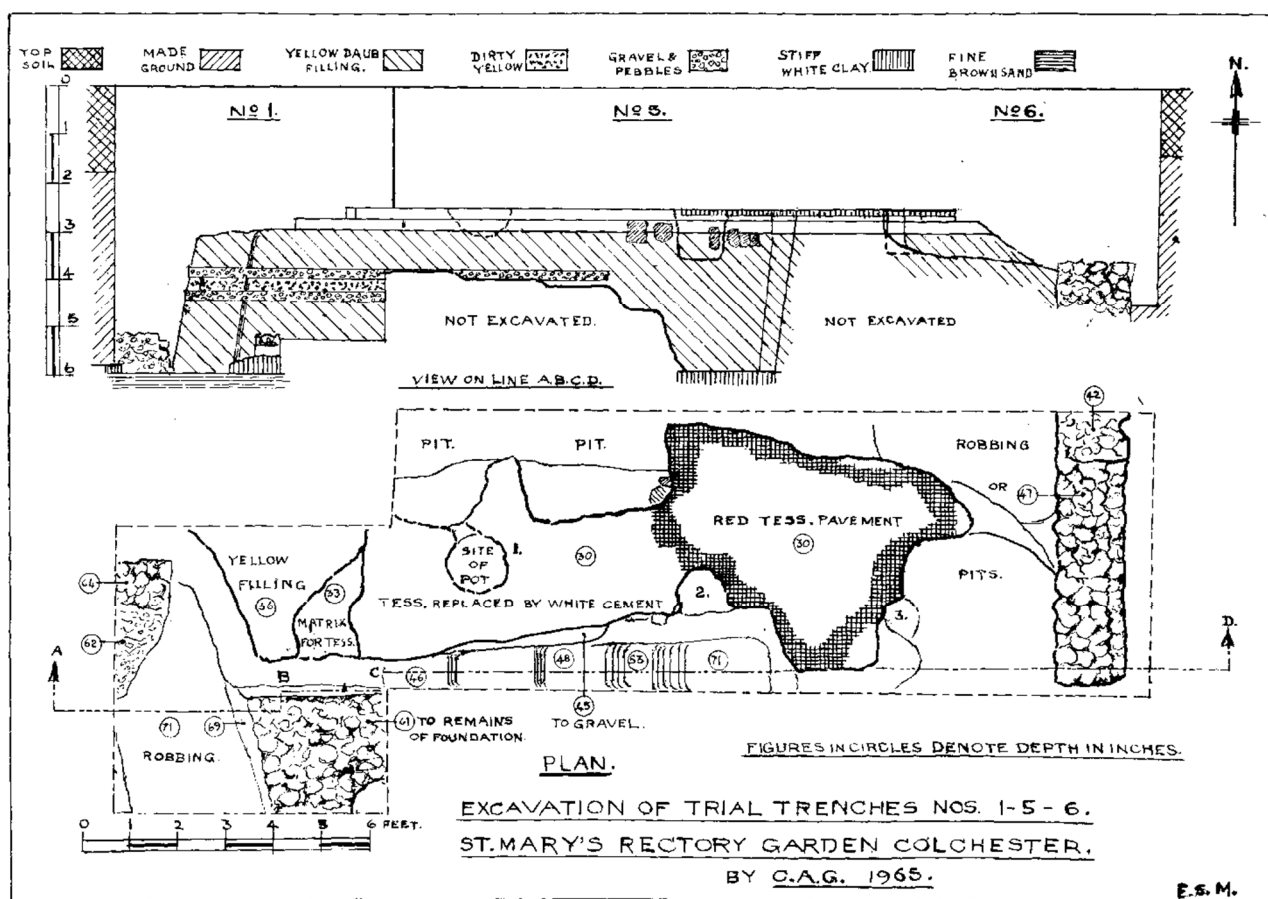 TOP SOIL
MADE GROUND
YELLOW DAUB FILLING.
DIRTY YELLOW
GRAVEL & PEBBLES
STIFF WHITE CLAY.
FINE BROWN SAND
N.
0
1
2
3
4
5
6
Nº 1.
Nº 5.
Nº 6.
NOT EXCAVATED.
NOT EXCAVATED
VIEW ON LINE A.B.C.D.
PIT.
PIT.
ROBBING
OR
PITS.
42
47
RED TESS. PAVEMENT
30
YELLOW
FILLING
33
MATRIX
FOR TESS.
SITE
OF
POT
1.
30
TESS. REPLACED BY WHITE CEMENT
2.
3.
62
A
B
C
D.
46
48
53
71
45
TO GRAVEL.
71
ROBBING.
69
61
TO REMAINS
OF FOUNDATION.
PLAN.
FIGURES IN CIRCLES DENOTE DEPTH IN INCHES.
0 1 2 3 4 5 6 FEET.
EXCAVATION OF TRIAL TRENCHES NOS. 1-5-6.
ST. MARY'S RECTORY GARDEN COLCHESTER.
BY C.A.G. 1965.
E.S.M.